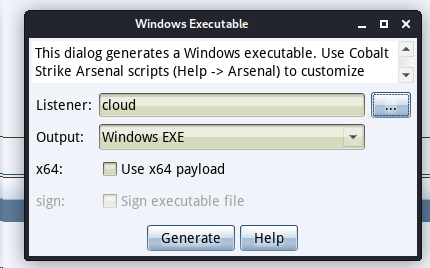 Windows Executable
This dialog generates a Windows executable. Use Cobalt
Strike Arsenal scripts (Help -> Arsenal) to customize
Listener: cloud ...
Output: Windows EXE
x64: Use x64 payload
sign: Sign executable file
Generate Help